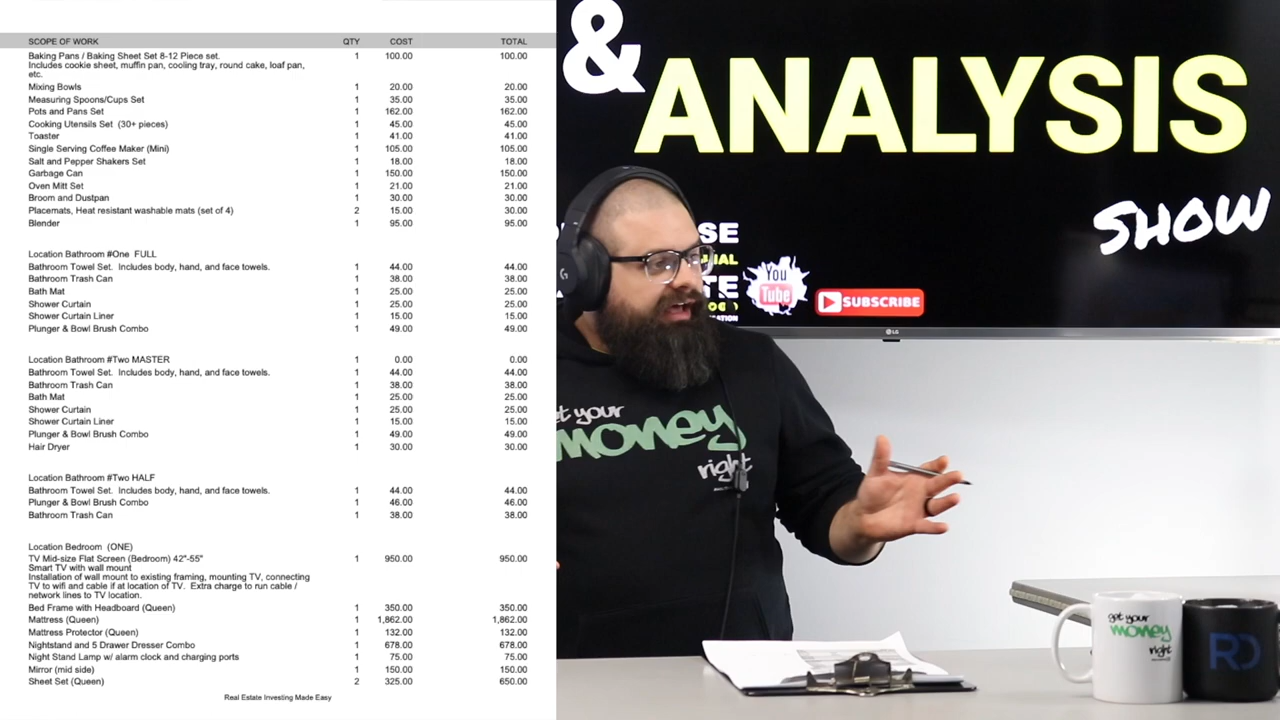 SCOPE OF WORK QTY COST TOTAL
Baking Pans / Baking Sheet Set 8-12 Piece set. 1 100.00 100.00
Includes cookie sheet, muffin pan, cooling tray, round cake, loaf pan,
etc.
Mixing Bowls 1 20.00 20.00
Measuring Spoons/Cups Set 1 35.00 35.00
Pots and Pans Set 1 162.00 162.00
Cooking Utensils Set (30+ pieces) 1 45.00 45.00
Toaster 1 41.00 41.00
Single Serving Coffee Maker (Mini) 1 105.00 105.00
Salt and Pepper Shakers Set 1 18.00 18.00
Garbage Can 1 150.00 150.00
Oven Mitt Set 1 21.00 21.00
Broom and Dustpan 1 30.00 30.00
Placemats, Heat resistant washable mats (set of 4) 2 15.00 30.00
Blender 1 95.00 95.00
Location Bathroom #One FULL
Bathroom Towel Set. Includes body, hand, and face towels. 1 44.00 44.00
Bathroom Trash Can 1 38.00 38.00
Bath Mat 1 25.00 25.00
Shower Curtain 1 25.00 25.00
Shower Curtain Liner 1 15.00 15.00
Plunger & Bowl Brush Combo 1 49.00 49.00
Location Bathroom #Two MASTER 1 0.00 0.00
Bathroom Towel Set. Includes body, hand, and face towels. 1 44.00 44.00
Bathroom Trash Can 1 38.00 38.00
Bath Mat 1 25.00 25.00
Shower Curtain 1 25.00 25.00
Shower Curtain Liner 1 15.00 15.00
Plunger & Bowl Brush Combo 1 49.00 49.00
Hair Dryer 1 30.00 30.00
Location Bathroom #Two HALF
Bathroom Towel Set. Includes body, hand, and face towels. 1 44.00 44.00
Plunger & Bowl Brush Combo 1 46.00 46.00
Bathroom Trash Can 1 38.00 38.00
Location Bedroom (ONE)
TV Mid-size Flat Screen (Bedroom) 42"-55" 1 950.00 950.00
Smart TV with wall mount
Installation of wall mount to existing framing, mounting TV, connecting
TV to wifi and cable if at location of TV. Extra charge to run cable /
network lines to TV location.
Bed Frame with Headboard (Queen) 1 350.00 350.00
Mattress (Queen) 1 1,862.00 1,862.00
Mattress Protector (Queen) 1 132.00 132.00
Nightstand and 5 Drawer Dresser Combo 1 678.00 678.00
Night Stand Lamp w/ alarm clock and charging ports 1 75.00 75.00
Mirror (mid side) 1 150.00 150.00
Sheet Set (Queen) 2 325.00 650.00
Real Estate Investing Made Easy
&
ANALYSIS
SHOW
You
Tube
SUBSCRIBE
LG
your
money
right
got your
money
right
RD